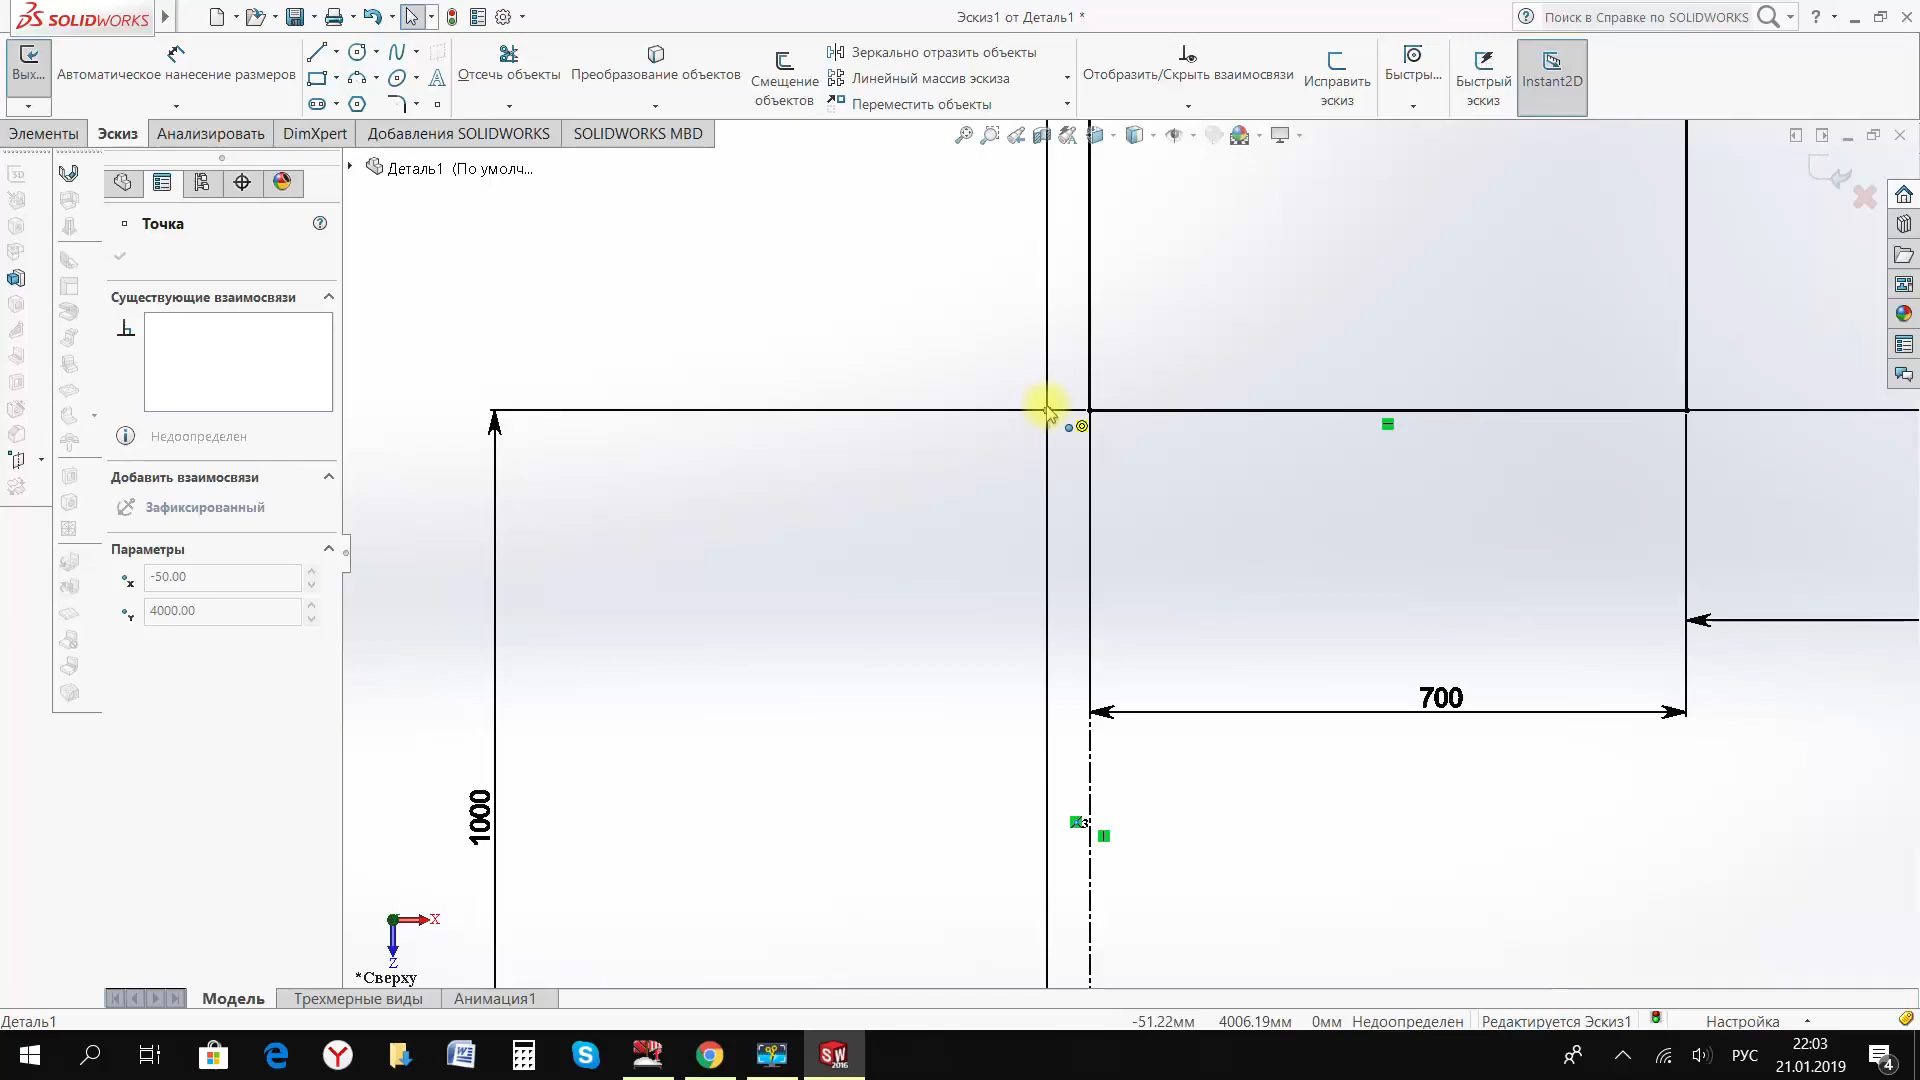 SOLIDWORKS
Эскиз1 от Деталь1 *
Поиск в Справке по SOLIDWORKS
Вых...
Автоматическое нанесение размеров
Отсечь объекты
Преобразование объектов
Смещение объектов
Зеркально отразить объекты
Линейный массив эскиза
Переместить объекты
Отобразить/Скрыть взаимосвязи
Исправить эскиз
Быстры...
Быстрый эскиз
Instant2D
Элементы
Эскиз
Анализировать
DimXpert
Добавления SOLIDWORKS
SOLIDWORKS MBD
Деталь1 (По умолч...
Точка
Существующие взаимосвязи
Недоопределен
Добавить взаимосвязи
Зафиксированный
Параметры
-50.00
4000.00
700
1000
3
X
Z
*Сверху
Модель
Трехмерные виды
Анимация1
Деталь1
-51.22мм
4006.19мм
0мм
Недоопределен
Редактируется Эскиз1
Настройка
РУС
22:03
21.01.2019
4